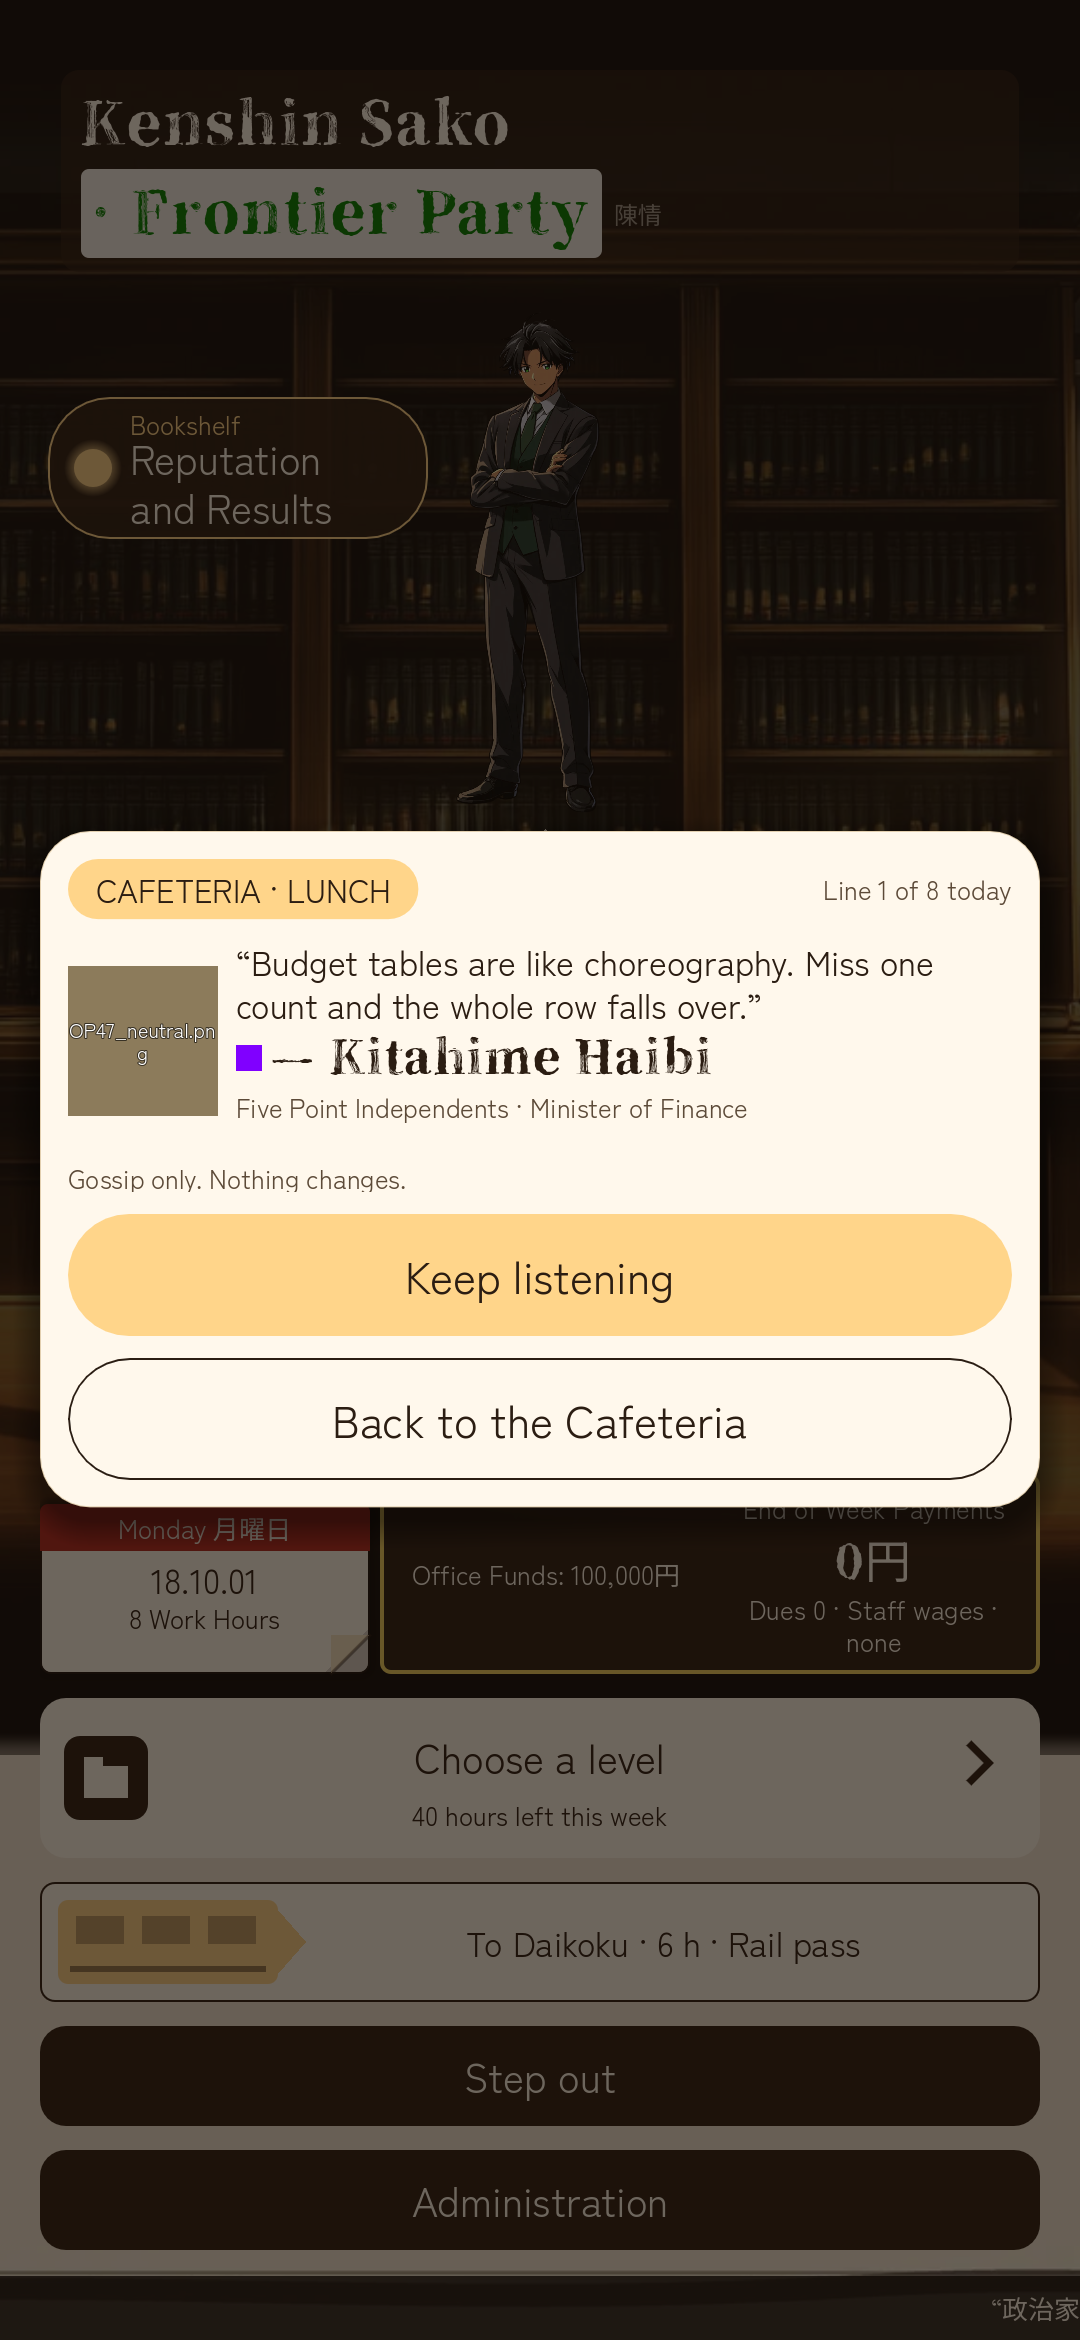 Kenshin Sako
· Frontier Party 陳情
Bookshelf
Reputation
and Results
CAFETERIA · LUNCH
Line 1 of 8 today
“Budget tables are like choreography. Miss one
count and the whole row falls over.”
OP47_neutral.pn
g
— Kitahime Haibi
Five Point Independents · Minister of Finance
Gossip only. Nothing changes.
Keep listening
Back to the Cafeteria
Monday 月曜日
18.10.01
8 Work Hours
Office Funds: 100,000円
End of Week Payments
0円
Dues 0 · Staff wages ·
none
Choose a level
40 hours left this week
To Daikoku · 6 h · Rail pass
Step out
Administration
“政治家